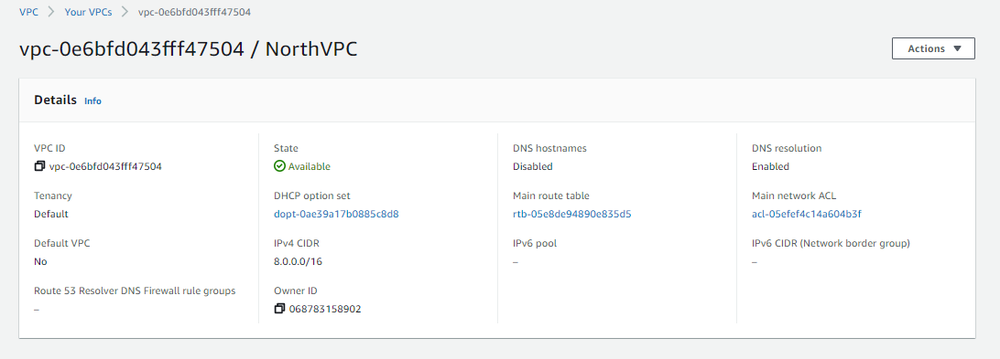 VPC > Your VPCs > vpc-0e6bfd043fff47504
vpc-0e6bfd043fff47504 / NorthVPC
Actions
Details Info
VPC ID
vpc-0e6bfd043fff47504
State
Available
DNS hostnames
Disabled
DNS resolution
Enabled
Tenancy
Default
DHCP option set
dopt-0ae39a17b0885c8d8
Main route table
rtb-05e8de94890e835d5
Main network ACL
acl-05efef4c14a604b3f
Default VPC
No
IPv4 CIDR
8.0.0.0/16
IPv6 pool
–
IPv6 CIDR (Network border group)
–
Route 53 Resolver DNS Firewall rule groups
–
Owner ID
068783158902